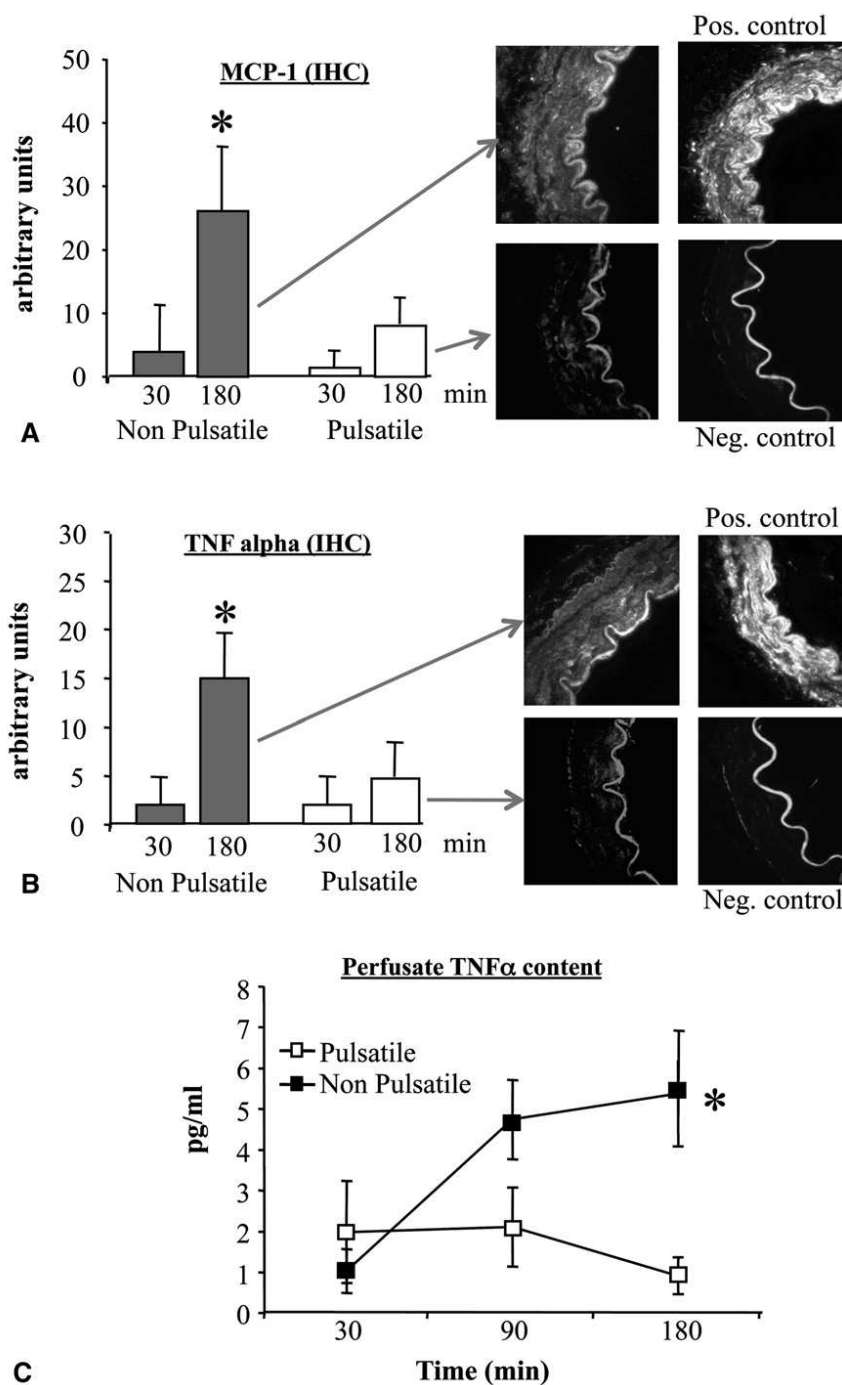 Pos. control
MCP-1 (IHC)
50
40
30
20
10
0
arbitrary units
*
30 180 30 180 min
Non Pulsatile Pulsatile
Neg. control
A
Pos. control
TNF alpha (IHC)
30
25
20
15
10
5
0
arbitrary units
*
30 180 30 180 min
Non Pulsatile Pulsatile
Neg. control
B
Perfusate TNFα content
8
7
6
5
4
3
2
1
0
pg/ml
Pulsatile
Non Pulsatile
*
30 90 180
Time (min)
C